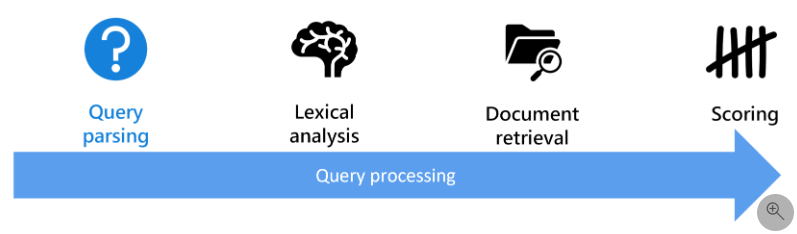 Query
parsing
Lexical
analysis
Document
retrieval
Scoring
Query processing